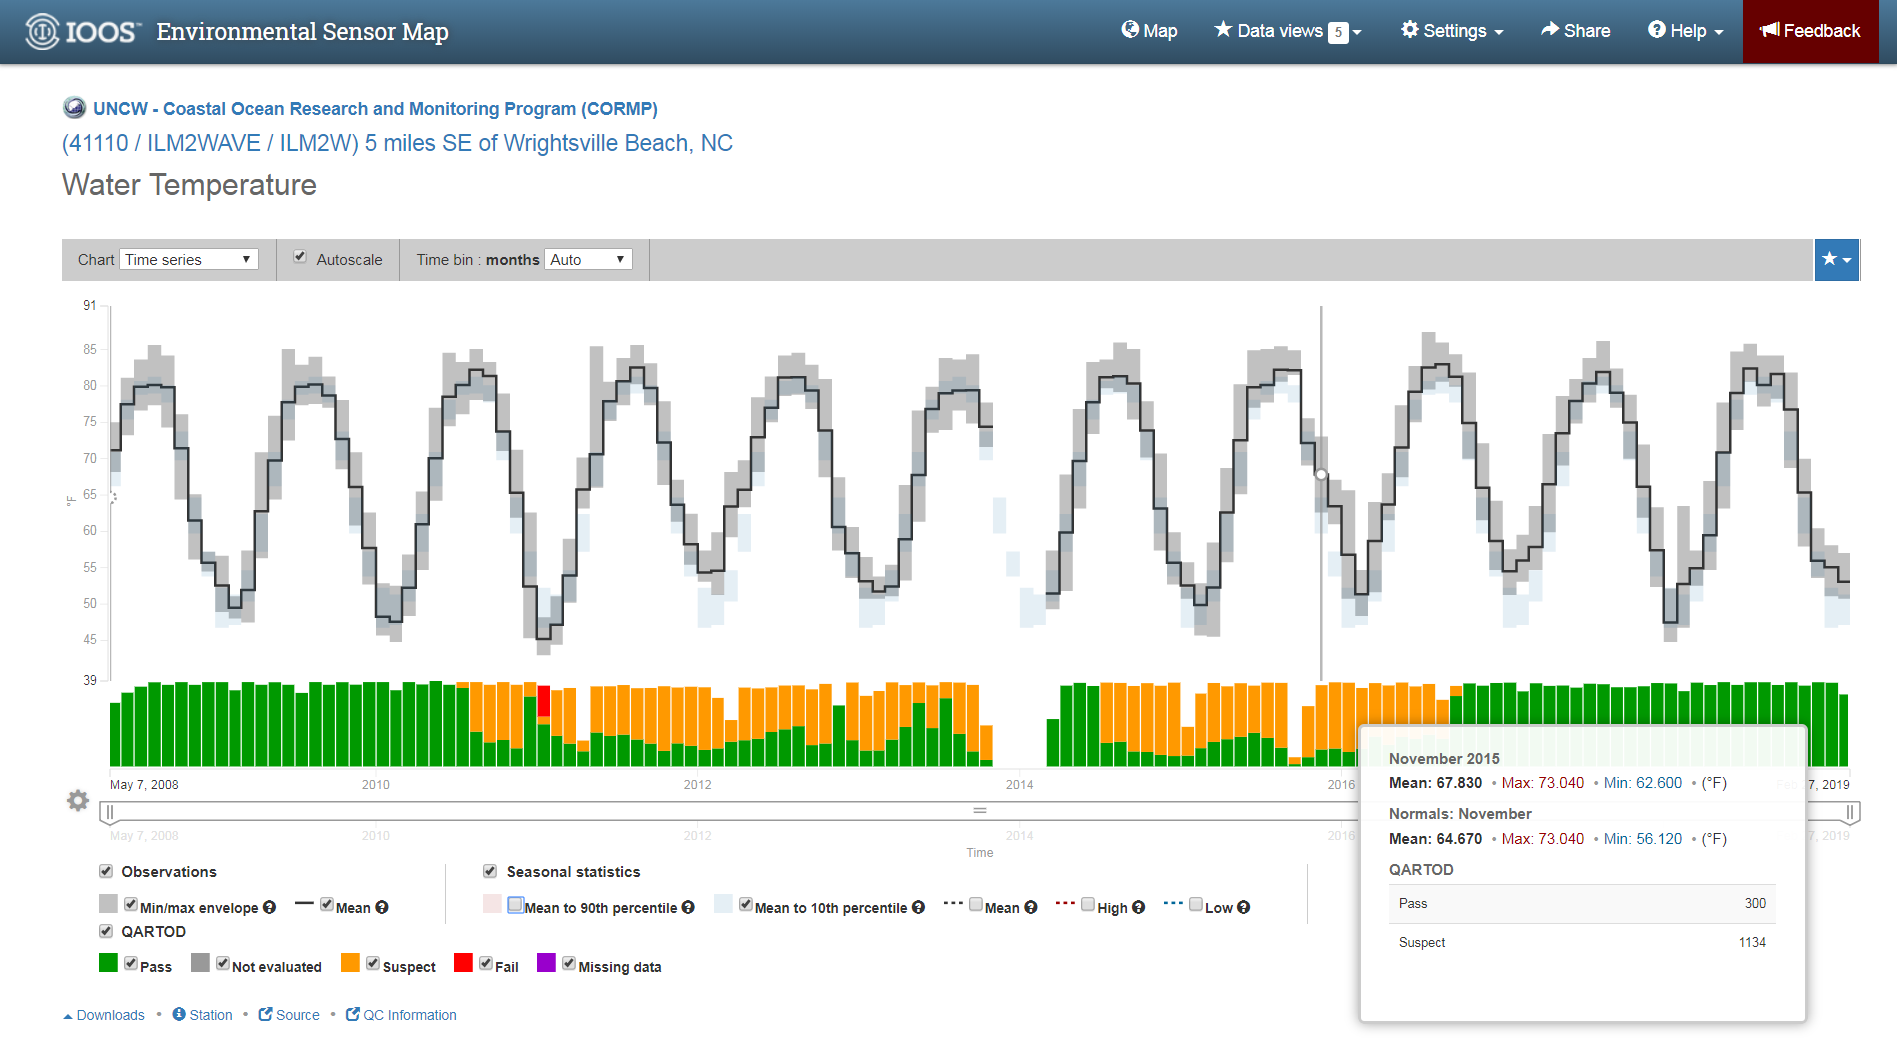 IOOS™ Environmental Sensor Map
Map
Data views 5
Settings
Share
Help
Feedback
UNCW - Coastal Ocean Research and Monitoring Program (CORMP)
(41110 / ILM2WAVE / ILM2W) 5 miles SE of Wrightsville Beach, NC
Water Temperature
Chart Time series
Autoscale
Time bin : months Auto
91
85
80
75
70
65
60
55
50
45
39
°F
May 7, 2008 2010 2012 2014 2016 7, 2019
May 7, 2008 2010 2012 2014 2016 7, 2019
Time
November 2015
Mean: 67.830 • Max: 73.040 • Min: 62.600 • (°F)
Normals: November
Mean: 64.670 • Max: 73.040 • Min: 56.120 • (°F)
QARTOD
Pass 300
Suspect 1134
Observations
Min/max envelope
Mean
Seasonal statistics
Mean to 90th percentile
Mean to 10th percentile
Mean
High
Low
QARTOD
Pass
Not evaluated
Suspect
Fail
Missing data
Downloads • Station • Source • QC Information